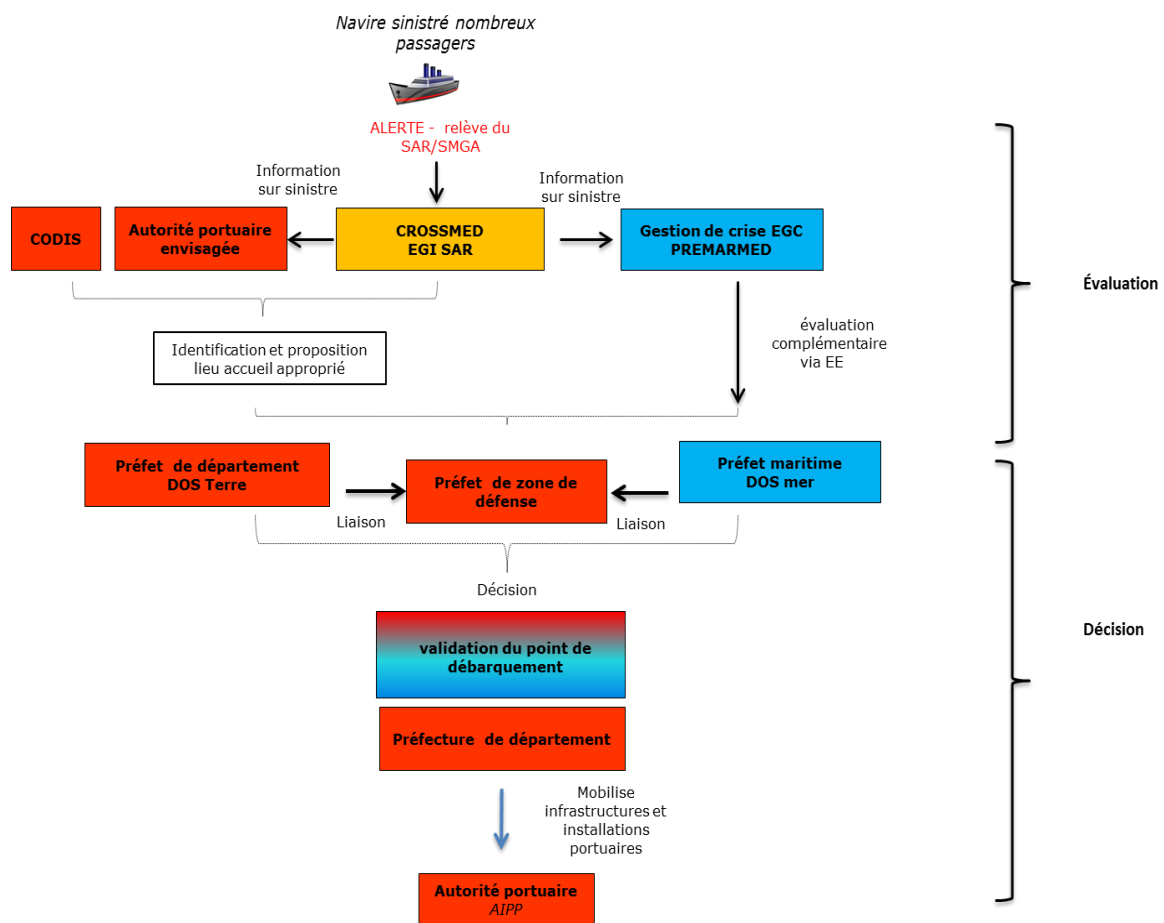 Navire sinistré nombreux
passagers
ALERTE - relève du
SAR/SMGA
Information
sur sinistre
Information
sur sinistre
CODIS
Autorité portuaire
envisagée
CROSSMED
EGI SAR
Gestion de crise EGC
PREMARMED
Évaluation
Identification et proposition
lieu accueil approprié
évaluation
complémentaire
via EE
Préfet de département
DOS Terre
Préfet de zone de
défense
Préfet maritime
DOS mer
Liaison
Liaison
Décision
validation du point de
débarquement
Décision
Préfecture de département
Mobilise
infrastructures et
installations
portuaires
Autorité portuaire
AIPP